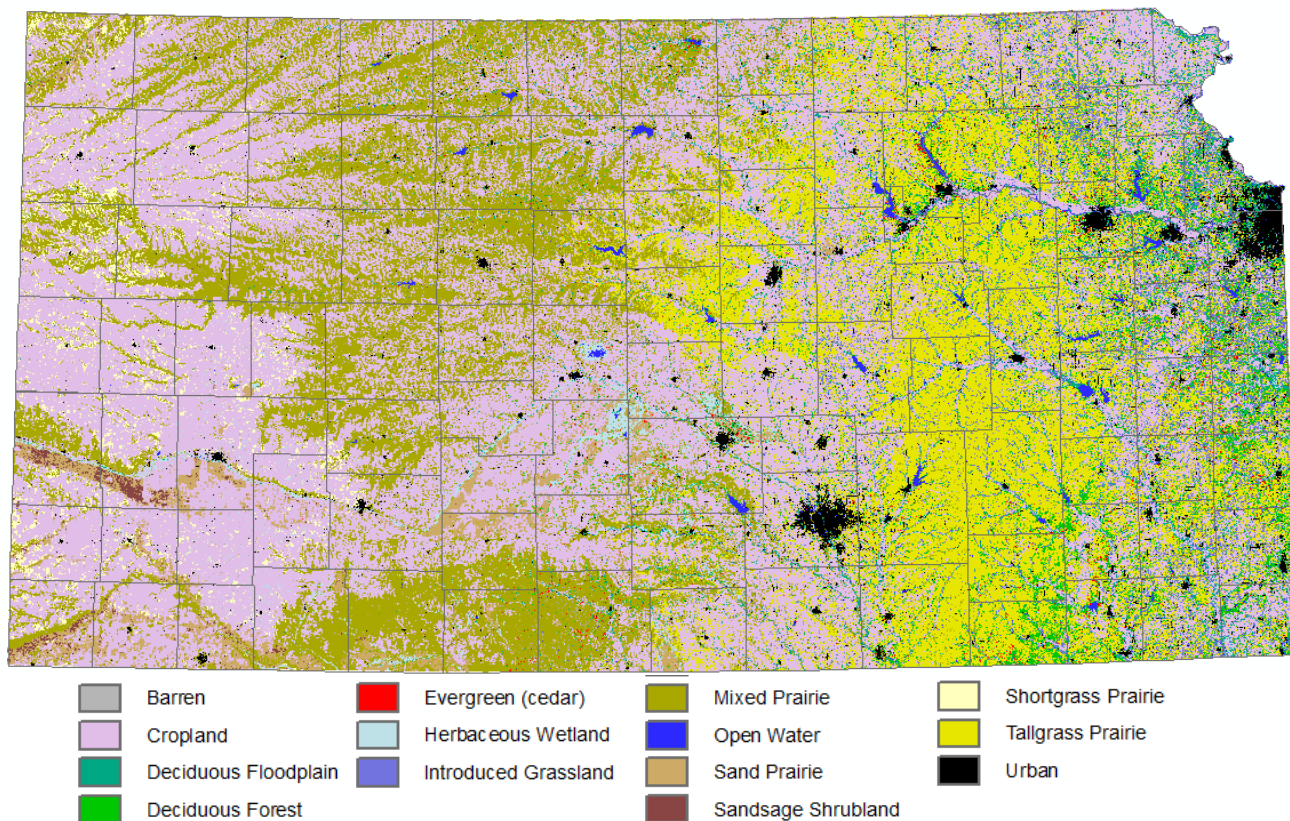 Barren
Evergreen (cedar)
Mixed Prairie
Shortgrass Prairie
Cropland
Herbaceous Wetland
Open Water
Tallgrass Prairie
Deciduous Floodplain
Introduced Grassland
Sand Prairie
Urban
Deciduous Forest
Sandsage Shrubland